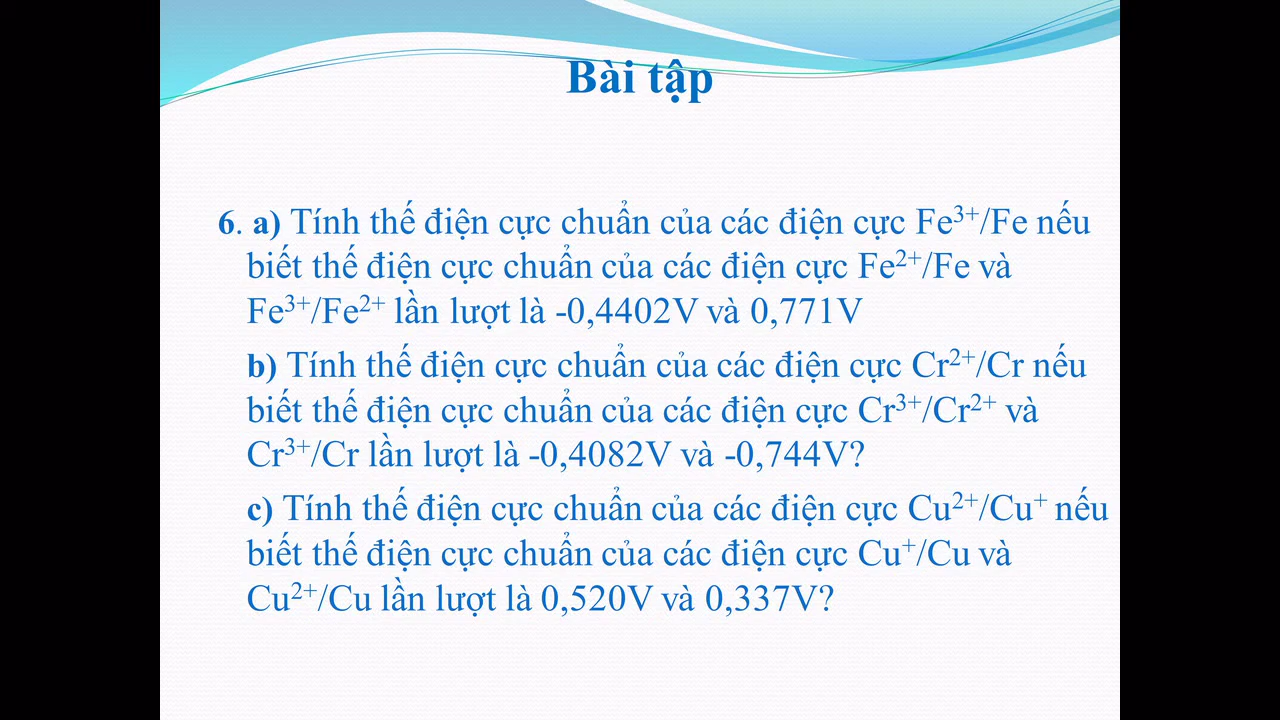 Bài tập
6. a) Tính thế điện cực chuẩn của các điện cực Fe³⁺/Fe nếu
biết thế điện cực chuẩn của các điện cực Fe²⁺/Fe và
Fe³⁺/Fe²⁺ lần lượt là -0,4402V và 0,771V
b) Tính thế điện cực chuẩn của các điện cực Cr²⁺/Cr nếu
biết thế điện cực chuẩn của các điện cực Cr³⁺/Cr²⁺ và
Cr³⁺/Cr lần lượt là -0,4082V và -0,744V?
c) Tính thế điện cực chuẩn của các điện cực Cu²⁺/Cu⁺ nếu
biết thế điện cực chuẩn của các điện cực Cu⁺/Cu và
Cu²⁺/Cu lần lượt là 0,520V và 0,337V?